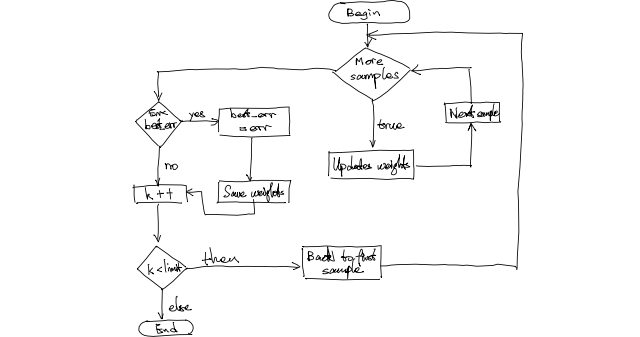 Begin
More
samples
Err<
best_err
yes
best_err
= err
true
Next sample
Updates weights
no
k++
Save weights
k < limit
then
Back to first
sample
else
End